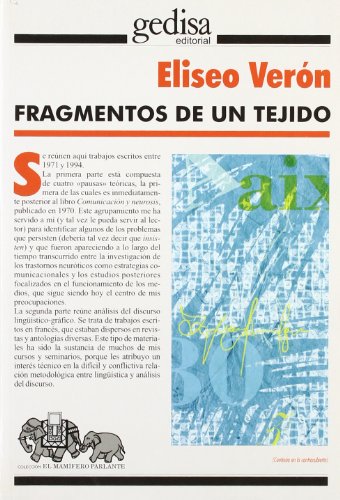 gedisa
editorial
Eliseo Verón
FRAGMENTOS DE UN TEJIDO
Se reúnen aquí trabajos escritos entre
1971 y 1994.
La primera parte está compuesta
de cuatro «pausas» teóricas, la pri-
mera de las cuales es inmediatamen-
te posterior al libro Comunicación y neurosis,
publicado en 1970. Este agrupamiento me ha
servido a mí (y tal vez le pueda servir al lec-
tor) para identificar algunos de los problemas
que persisten (debería tal vez decir que insis-
ten) y que fueron apareciendo a lo largo del
tiempo transcurrido entre la investigación de
los trastornos neuróticos como estrategias co-
municacionales y los estudios posteriores
focalizados en el funcionamiento de los me-
dios, que sigue siendo hoy el centro de mis
preocupaciones.
La segunda parte reúne análisis del discurso
lingüístico-gráfico. Se trata de trabajos escri-
tos en francés, que estaban dispersos en revis-
tas y antologías diversas. Este tipo de materia-
les ha sido la sustancia de muchos de mis
cursos y seminarios, porque les atribuyo un
interés técnico en la difícil y conflictiva rela-
ción metodológica entre lingüística y análisis
del discurso.
aix
30
(Continúa en la contracubierta)
COLECCIÓN EL MAMÍFERO PARLANTE